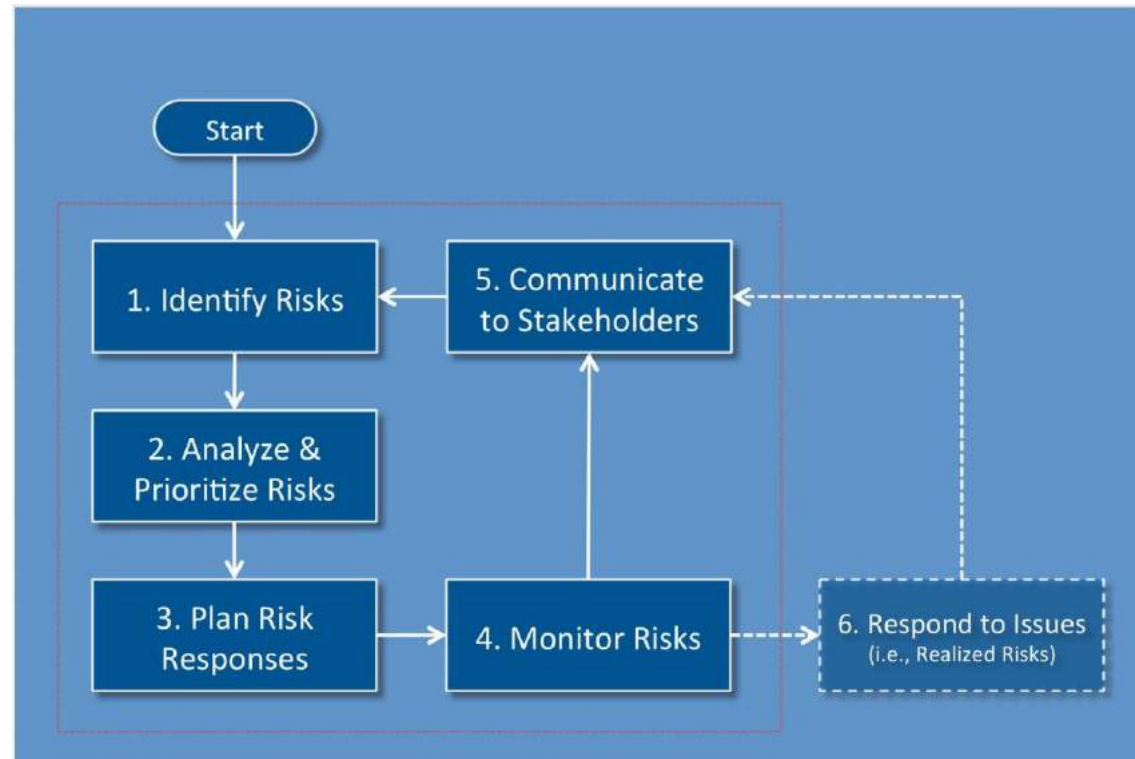 Start
1. Identify Risks
2. Analyze &
Prioritize Risks
3. Plan Risk
Responses
4. Monitor Risks
5. Communicate
to Stakeholders
6. Respond to Issues
(i.e., Realized Risks)